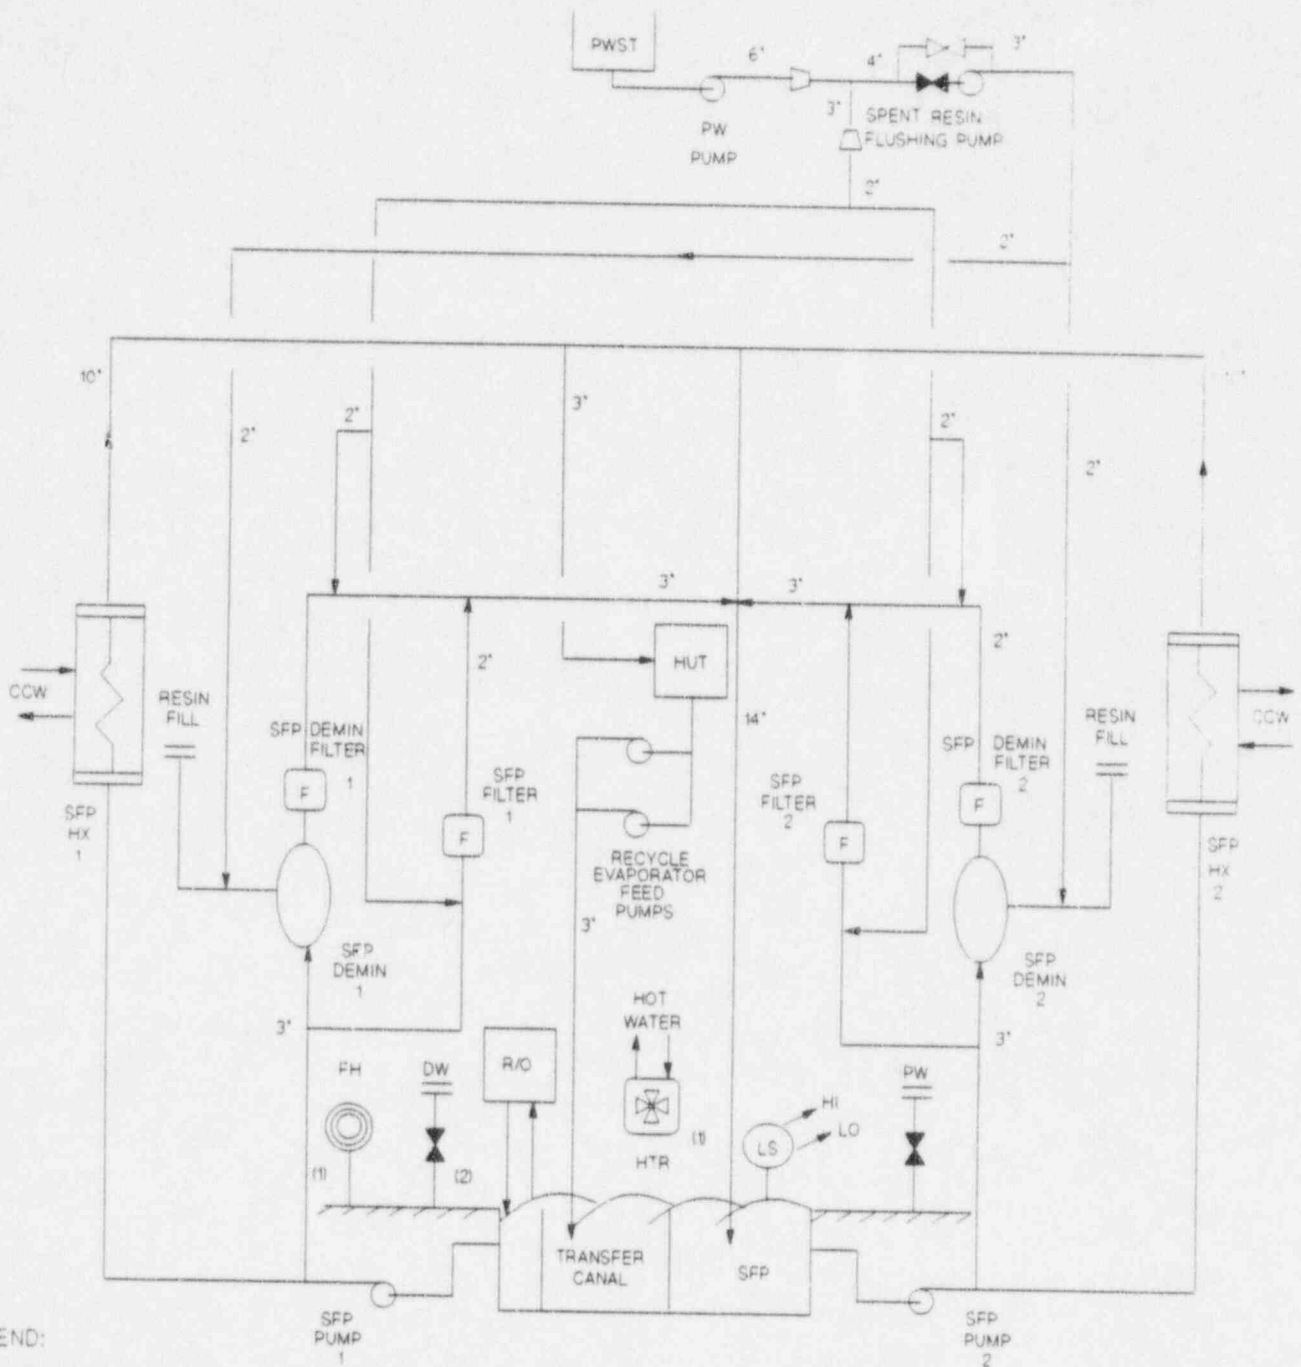 PWST
6"
4"
3"
3"
PW
PUMP
SPENT RESIN
FLUSHING PUMP
2"
2"
10"
2"
2"
3"
2"
2"
3"
3"
HUT
2"
2"
CCW
RESIN
FILL
SFP DEMIN
FILTER
1
SFP
FILTER
1
14"
SFP
FILTER
2
SFP DEMIN
FILTER
2
RESIN
FILL
CCW
F
F
F
F
SFP
HX
1
SFP
HX
2
RECYCLE
EVAPORATOR
FEED
PUMPS
3"
SFP
DEMIN
1
SFP
DEMIN
2
3"
HOT
WATER
3"
FH
DW
R/O
PW
HI
LO
LS
(1)
(2)
(1)
HTR
TRANSFER
CANAL
SFP
SFP
PUMP
1
SFP
PUMP
2
END: